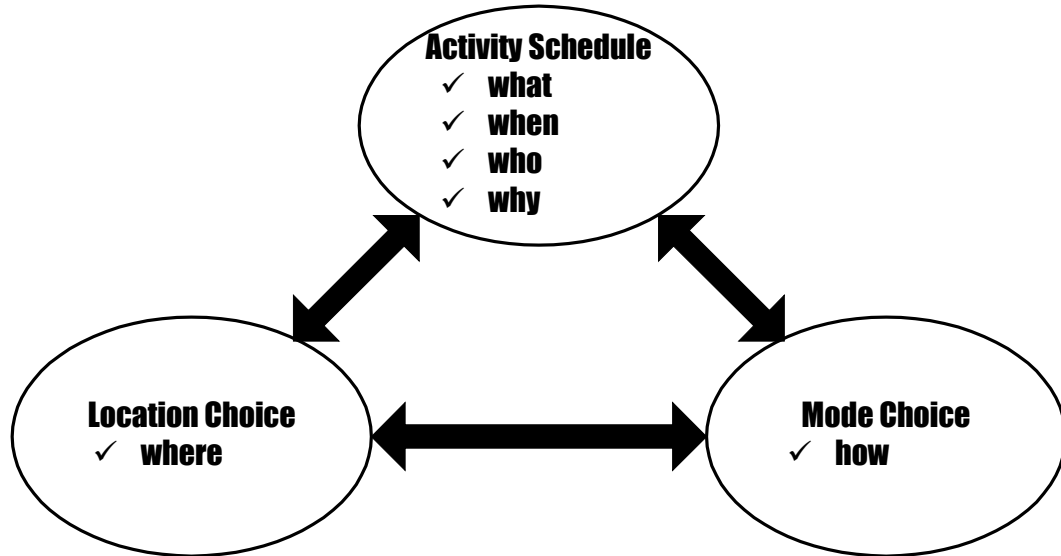 Activity Schedule
✓ what
✓ when
✓ who
✓ why
Location Choice
✓ where
Mode Choice
✓ how